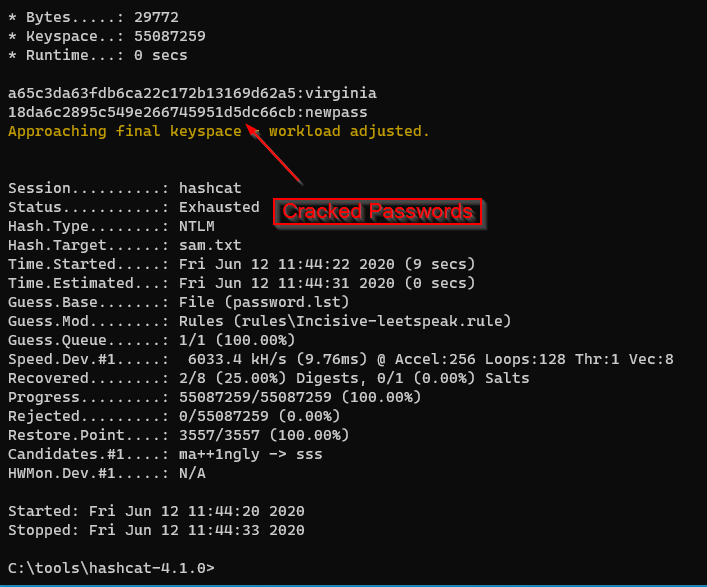 * Bytes.....: 29772
* Keyspace..: 55087259
* Runtime...: 0 secs
a65c3da63fdb6ca22c172b13169d62a5:virginia
18da6c2895c549e266745951d5dc66cb:newpass
Approaching final keyspace - workload adjusted.
Session..........: hashcat
Status...........: Exhausted
Cracked Passwords
Hash.Type........: NTLM
Hash.Target......: sam.txt
Time.Started.....: Fri Jun 12 11:44:22 2020 (9 secs)
Time.Estimated...: Fri Jun 12 11:44:31 2020 (0 secs)
Guess.Base.......: File (password.lst)
Guess.Mod........: Rules (rules\Incisive-leetspeak.rule)
Guess.Queue......: 1/1 (100.00%)
Speed.Dev.#1.....:  6033.4 kH/s (9.76ms) @ Accel:256 Loops:128 Thr:1 Vec:8
Recovered........: 2/8 (25.00%) Digests, 0/1 (0.00%) Salts
Progress.........: 55087259/55087259 (100.00%)
Rejected.........: 0/55087259 (0.00%)
Restore.Point....: 3557/3557 (100.00%)
Candidates.#1....: ma++1ngly -> sss
HWMon.Dev.#1.....: N/A
Started: Fri Jun 12 11:44:20 2020
Stopped: Fri Jun 12 11:44:33 2020
C:\tools\hashcat-4.1.0>